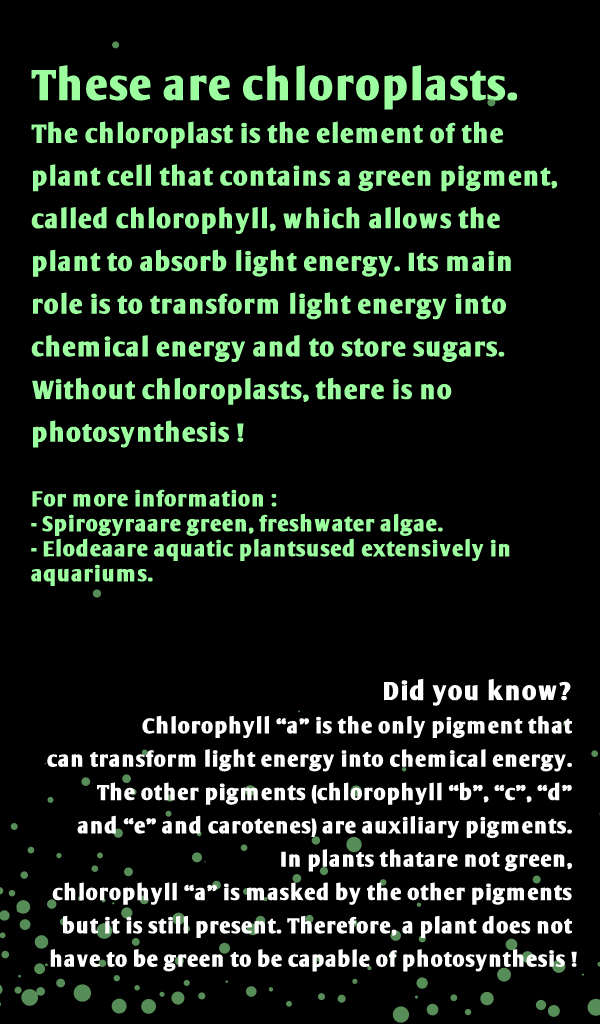 These are chloroplasts.
The chloroplast is the element of the
plant cell that contains a green pigment,
called chlorophyll, which allows the
plant to absorb light energy. Its main
role is to transform light energy into
chemical energy and to store sugars.
Without chloroplasts, there is no
photosynthesis !
For more information :
- Spirogyraare green, freshwater algae.
- Elodeaare aquatic plantsused extensively in
aquariums.
Did you know?
Chlorophyll “a” is the only pigment that
can transform light energy into chemical energy.
The other pigments (chlorophyll “b”, “c”, “d”
and “e” and carotenes) are auxiliary pigments.
In plants thatare not green,
chlorophyll “a” is masked by the other pigments
but it is still present. Therefore, a plant does not
have to be green to be capable of photosynthesis !